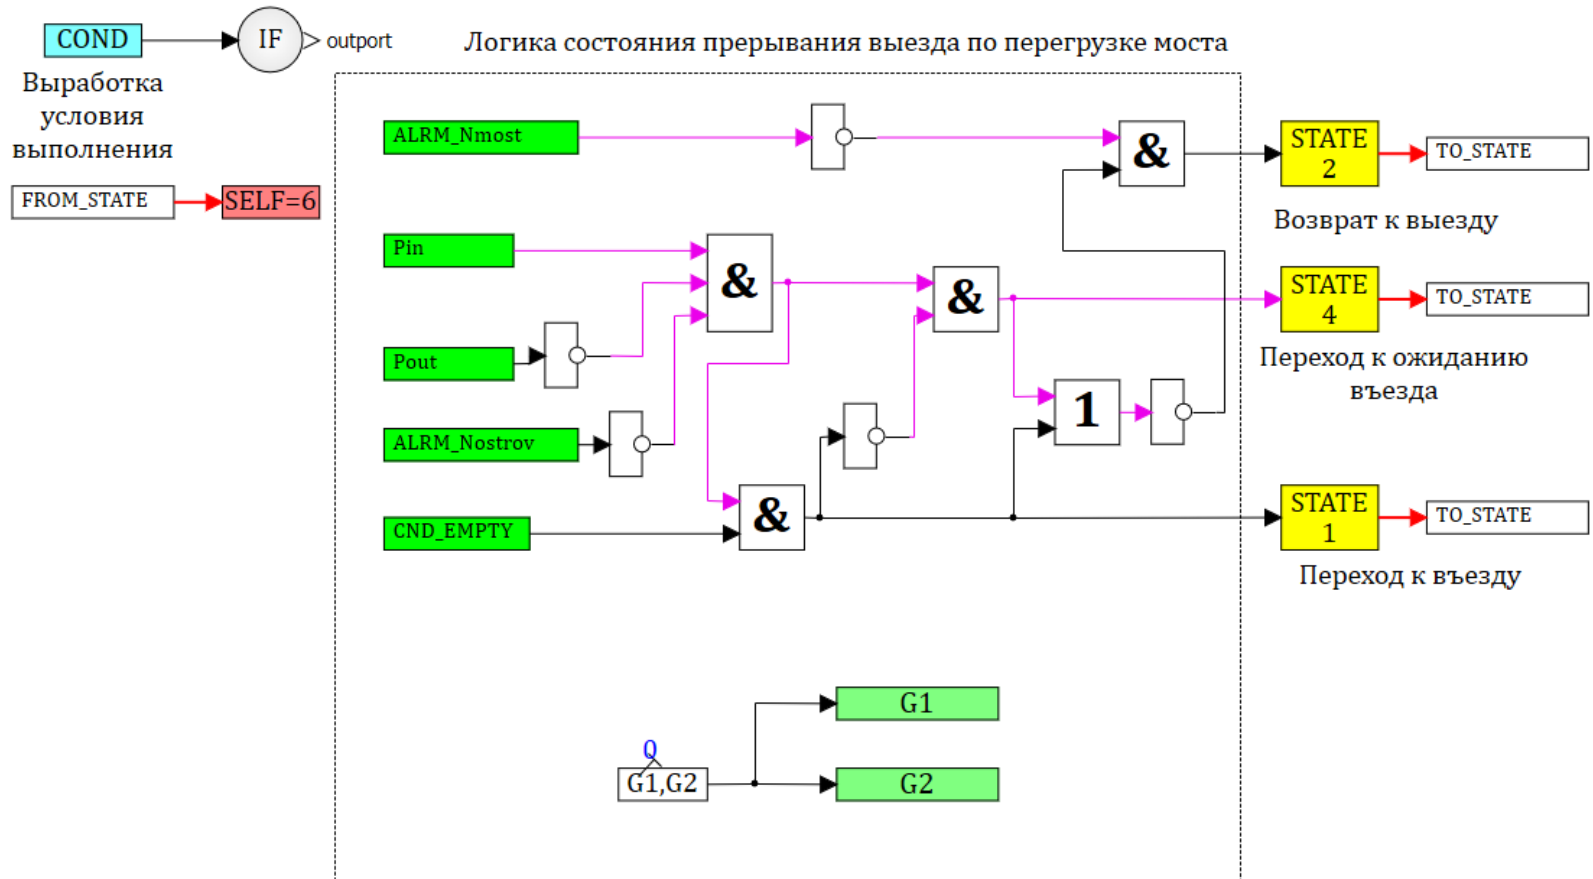 COND
IF
outport
Логика состояния прерывания выезда по перегрузке моста
Выработка
условия
выполнения
FROM_STATE
SELF=6
ALRM_Nmost
&
STATE
2
TO_STATE
Возврат к выезду
Pin
&
&
STATE
4
TO_STATE
Pout
Переход к ожиданию
въезда
1
ALRM_Nostrov
CND_EMPTY
&
STATE
1
TO_STATE
Переход к въезду
G1
0
G1,G2
G2